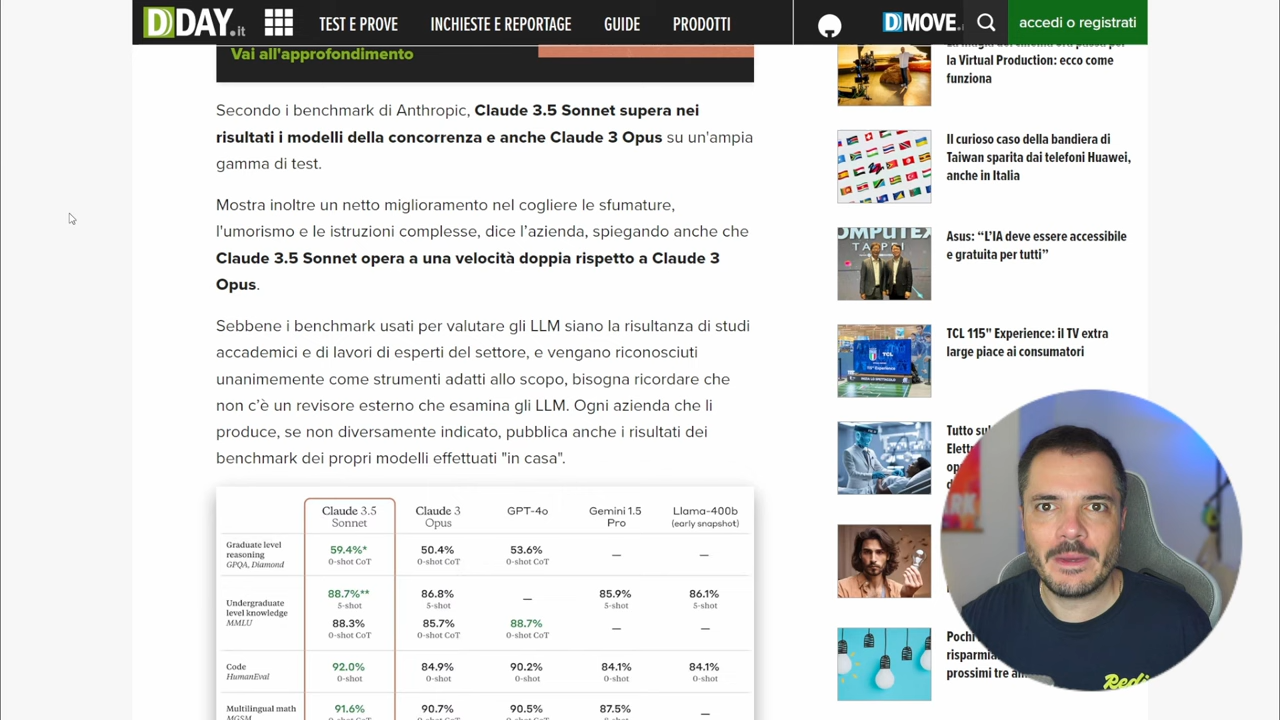 DDAY.it
TEST E PROVE
INCHIESTE E REPORTAGE
GUIDE
PRODOTTI
DMOVE.
accedi o registrati
Vai all'approfondimento
Secondo i benchmark di Anthropic, Claude 3.5 Sonnet supera nei
risultati i modelli della concorrenza e anche Claude 3 Opus su un'ampia
gamma di test.
Mostra inoltre un netto miglioramento nel cogliere le sfumature,
l'umorismo e le istruzioni complesse, dice l’azienda, spiegando anche che
Claude 3.5 Sonnet opera a una velocità doppia rispetto a Claude 3
Opus.
Sebbene i benchmark usati per valutare gli LLM siano la risultanza di studi
accademici e di lavori di esperti del settore, e vengano riconosciuti
unanimemente come strumenti adatti allo scopo, bisogna ricordare che
non c’è un revisore esterno che esamina gli LLM. Ogni azienda che li
produce, se non diversamente indicato, pubblica anche i risultati dei
benchmark dei propri modelli effettuati "in casa".
Claude 3.5 Sonnet
Claude 3 Opus
GPT-4o
Gemini 1.5 Pro
Llama-400b (early snapshot)
Graduate level reasoning GPQA, Diamond
59.4%* 50.4% 53.6% — —
0-shot CoT 0-shot CoT 0-shot CoT
Undergraduate level knowledge MMLU
88.7%** 86.8% — 85.9% 86.1%
5-shot 5-shot 5-shot 5-shot
88.3% 85.7% 88.7% — —
0-shot CoT 0-shot CoT 0-shot CoT
Code HumanEval
92.0% 84.9% 90.2% 84.1% 84.1%
0-shot 0-shot 0-shot 0-shot 0-shot
Multilingual math MGSM
91.6% 90.7% 90.5% 87.5% —
la Virtual Production: ecco come
funziona
Il curioso caso della bandiera di
Taiwan sparita dai telefoni Huawei,
anche in Italia
OMPUTEX
TAIPEI
Asus: “L’IA deve essere accessibile
e gratuita per tutti”
TCL
TCL 115" Experience: il TV extra
large piace ai consumatori